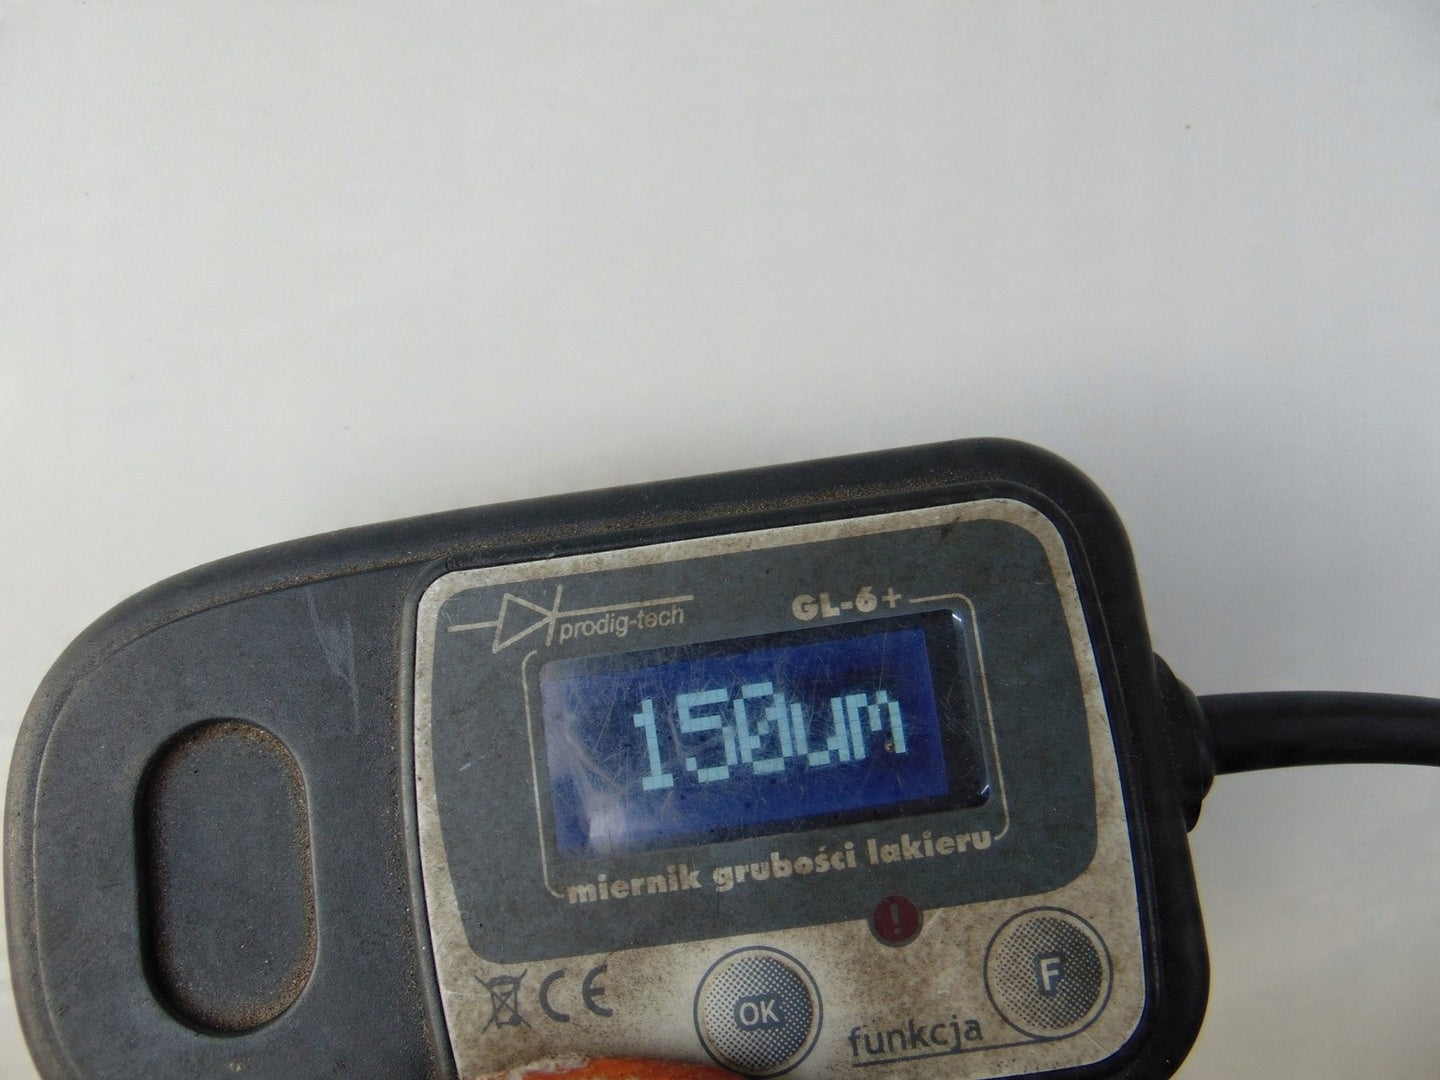 prodig-tech
GL-6+
150um
miernik grubości lakieru
!
CE
OK
F
funkcja